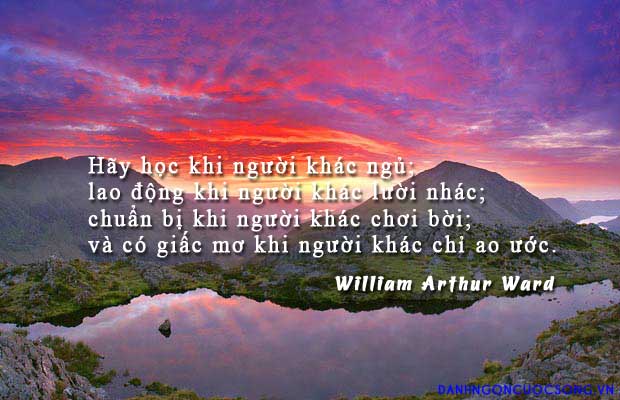 Hãy học khi người khác ngủ;
lao động khi người khác lười nhác;
chuẩn bị khi người khác chơi bời;
và có giấc mơ khi người khác chỉ ao ước.
William Arthur Ward
DANHNGONCUOCSONG.VN